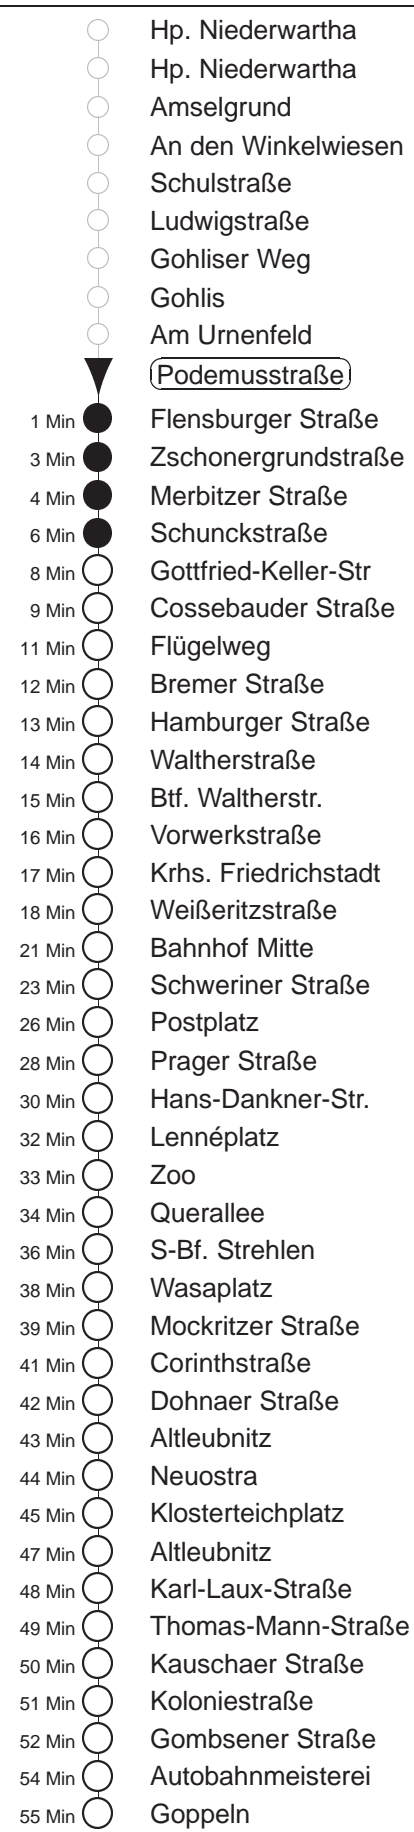 Hp. Niederwartha
Hp. Niederwartha
Amselgrund
An den Winkelwiesen
Schulstraße
Ludwigstraße
Gohliser Weg
Gohlis
Am Urnenfeld
Podemusstraße
1 Min Flensburger Straße
3 Min Zschonergrundstraße
4 Min Merbitzer Straße
6 Min Schunckstraße
8 Min Gottfried-Keller-Str
9 Min Cossebauder Straße
11 Min Flügelweg
12 Min Bremer Straße
13 Min Hamburger Straße
14 Min Waltherstraße
15 Min Btf. Waltherstr.
16 Min Vorwerkstraße
17 Min Krhs. Friedrichstadt
18 Min Weißeritzstraße
21 Min Bahnhof Mitte
23 Min Schweriner Straße
26 Min Postplatz
28 Min Prager Straße
30 Min Hans-Dankner-Str.
32 Min Lennéplatz
33 Min Zoo
34 Min Querallee
36 Min S-Bf. Strehlen
38 Min Wasaplatz
39 Min Mockritzer Straße
41 Min Corinthstraße
42 Min Dohnaer Straße
43 Min Altleubnitz
44 Min Neuostra
45 Min Klosterteichplatz
47 Min Altleubnitz
48 Min Karl-Laux-Straße
49 Min Thomas-Mann-Straße
50 Min Kauschaer Straße
51 Min Koloniestraße
52 Min Gombsener Straße
54 Min Autobahnmeisterei
55 Min Goppeln